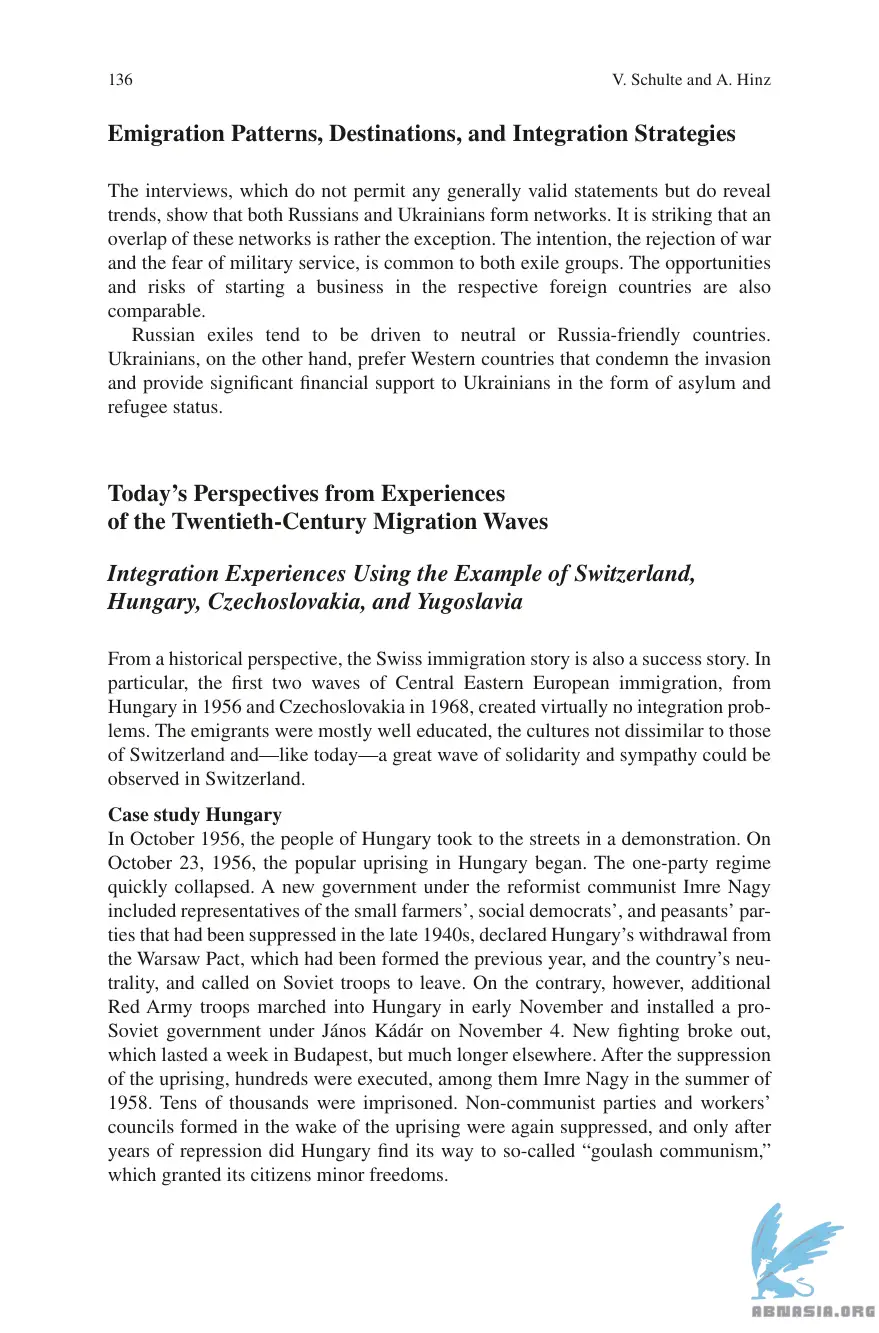 136
V. Schulte and A. Hinz
Emigration Patterns, Destinations, and Integration Strategies
The interviews, which do not permit any generally valid statements but do reveal
trends, show that both Russians and Ukrainians form networks. It is striking that an
overlap of these networks is rather the exception. The intention, the rejection of war
and the fear of military service, is common to both exile groups. The opportunities
and risks of starting a business in the respective foreign countries are also
comparable.
Russian exiles tend to be driven to neutral or Russia-friendly countries.
Ukrainians, on the other hand, prefer Western countries that condemn the invasion
and provide significant financial support to Ukrainians in the form of asylum and
refugee status.
Today’s Perspectives from Experiences
of the Twentieth-Century Migration Waves
Integration Experiences Using the Example of Switzerland,
Hungary, Czechoslovakia, and Yugoslavia
From a historical perspective, the Swiss immigration story is also a success story. In
particular, the first two waves of Central Eastern European immigration, from
Hungary in 1956 and Czechoslovakia in 1968, created virtually no integration prob-
lems. The emigrants were mostly well educated, the cultures not dissimilar to those
of Switzerland and—like today—a great wave of solidarity and sympathy could be
observed in Switzerland.
Case study Hungary
In October 1956, the people of Hungary took to the streets in a demonstration. On
October 23, 1956, the popular uprising in Hungary began. The one-party regime
quickly collapsed. A new government under the reformist communist Imre Nagy
included representatives of the small farmers’, social democrats’, and peasants’ par-
ties that had been suppressed in the late 1940s, declared Hungary’s withdrawal from
the Warsaw Pact, which had been formed the previous year, and the country’s neu-
trality, and called on Soviet troops to leave. On the contrary, however, additional
Red Army troops marched into Hungary in early November and installed a pro-
Soviet government under János Kádár on November 4. New fighting broke out,
which lasted a week in Budapest, but much longer elsewhere. After the suppression
of the uprising, hundreds were executed, among them Imre Nagy in the summer of
1958. Tens of thousands were imprisoned. Non-communist parties and workers’
councils formed in the wake of the uprising were again suppressed, and only after
years of repression did Hungary find its way to so-called “goulash communism,”
which granted its citizens minor freedoms.
ABNASIA.ORG